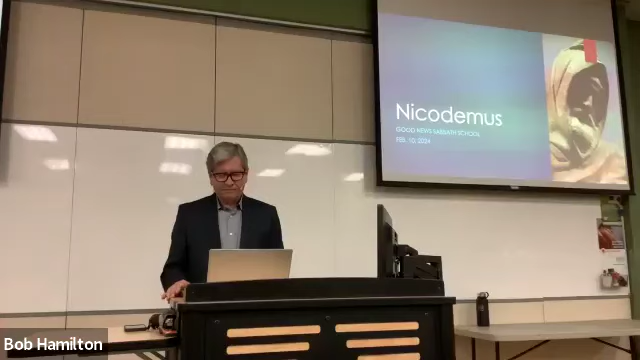 Nicodemus
GOOD NEWS SABBATH SCHOOL
FEB. 10, 2024
Bob Hamilton